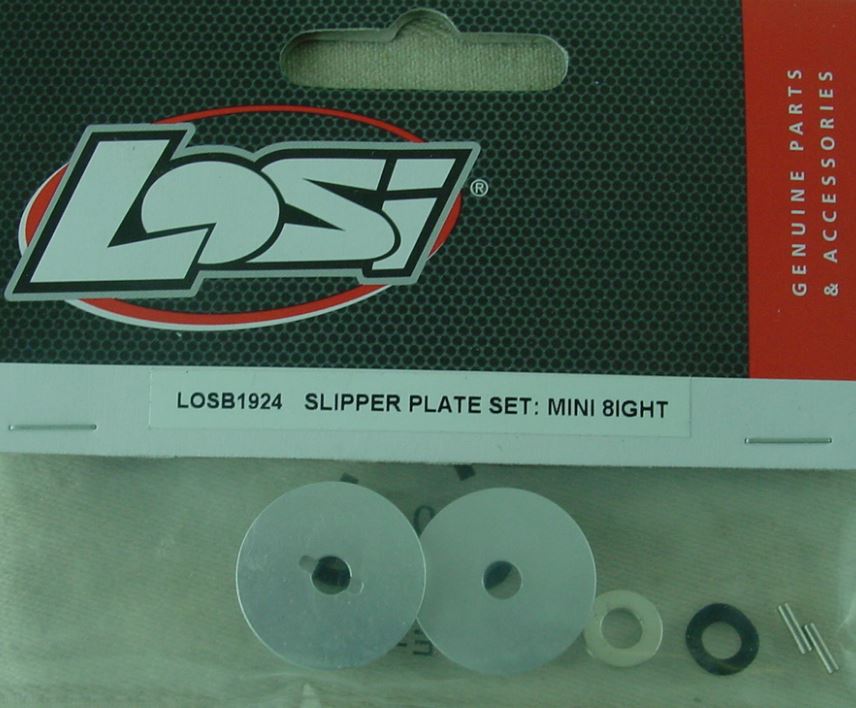 Losi®
GENUINE PARTS
& ACCESSORIES
LOSB1924 SLIPPER PLATE SET: MINI 8IGHT